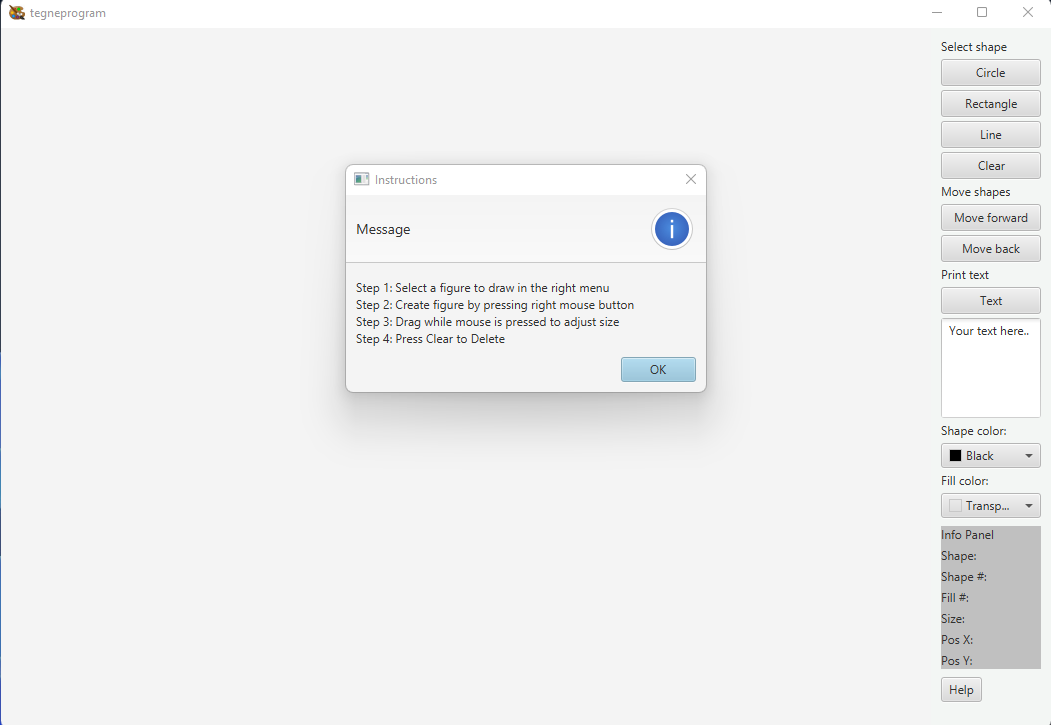 tegneprogram
Select shape
Circle
Rectangle
Line
Clear
Move shapes
Move forward
Move back
Print text
Text
Your text here..
Shape color:
Black
Fill color:
Transp...
Info Panel
Shape:
Shape #:
Fill #:
Size:
Pos X:
Pos Y:
Help
Instructions
Message
Step 1: Select a figure to draw in the right menu
Step 2: Create figure by pressing right mouse button
Step 3: Drag while mouse is pressed to adjust size
Step 4: Press Clear to Delete
OK